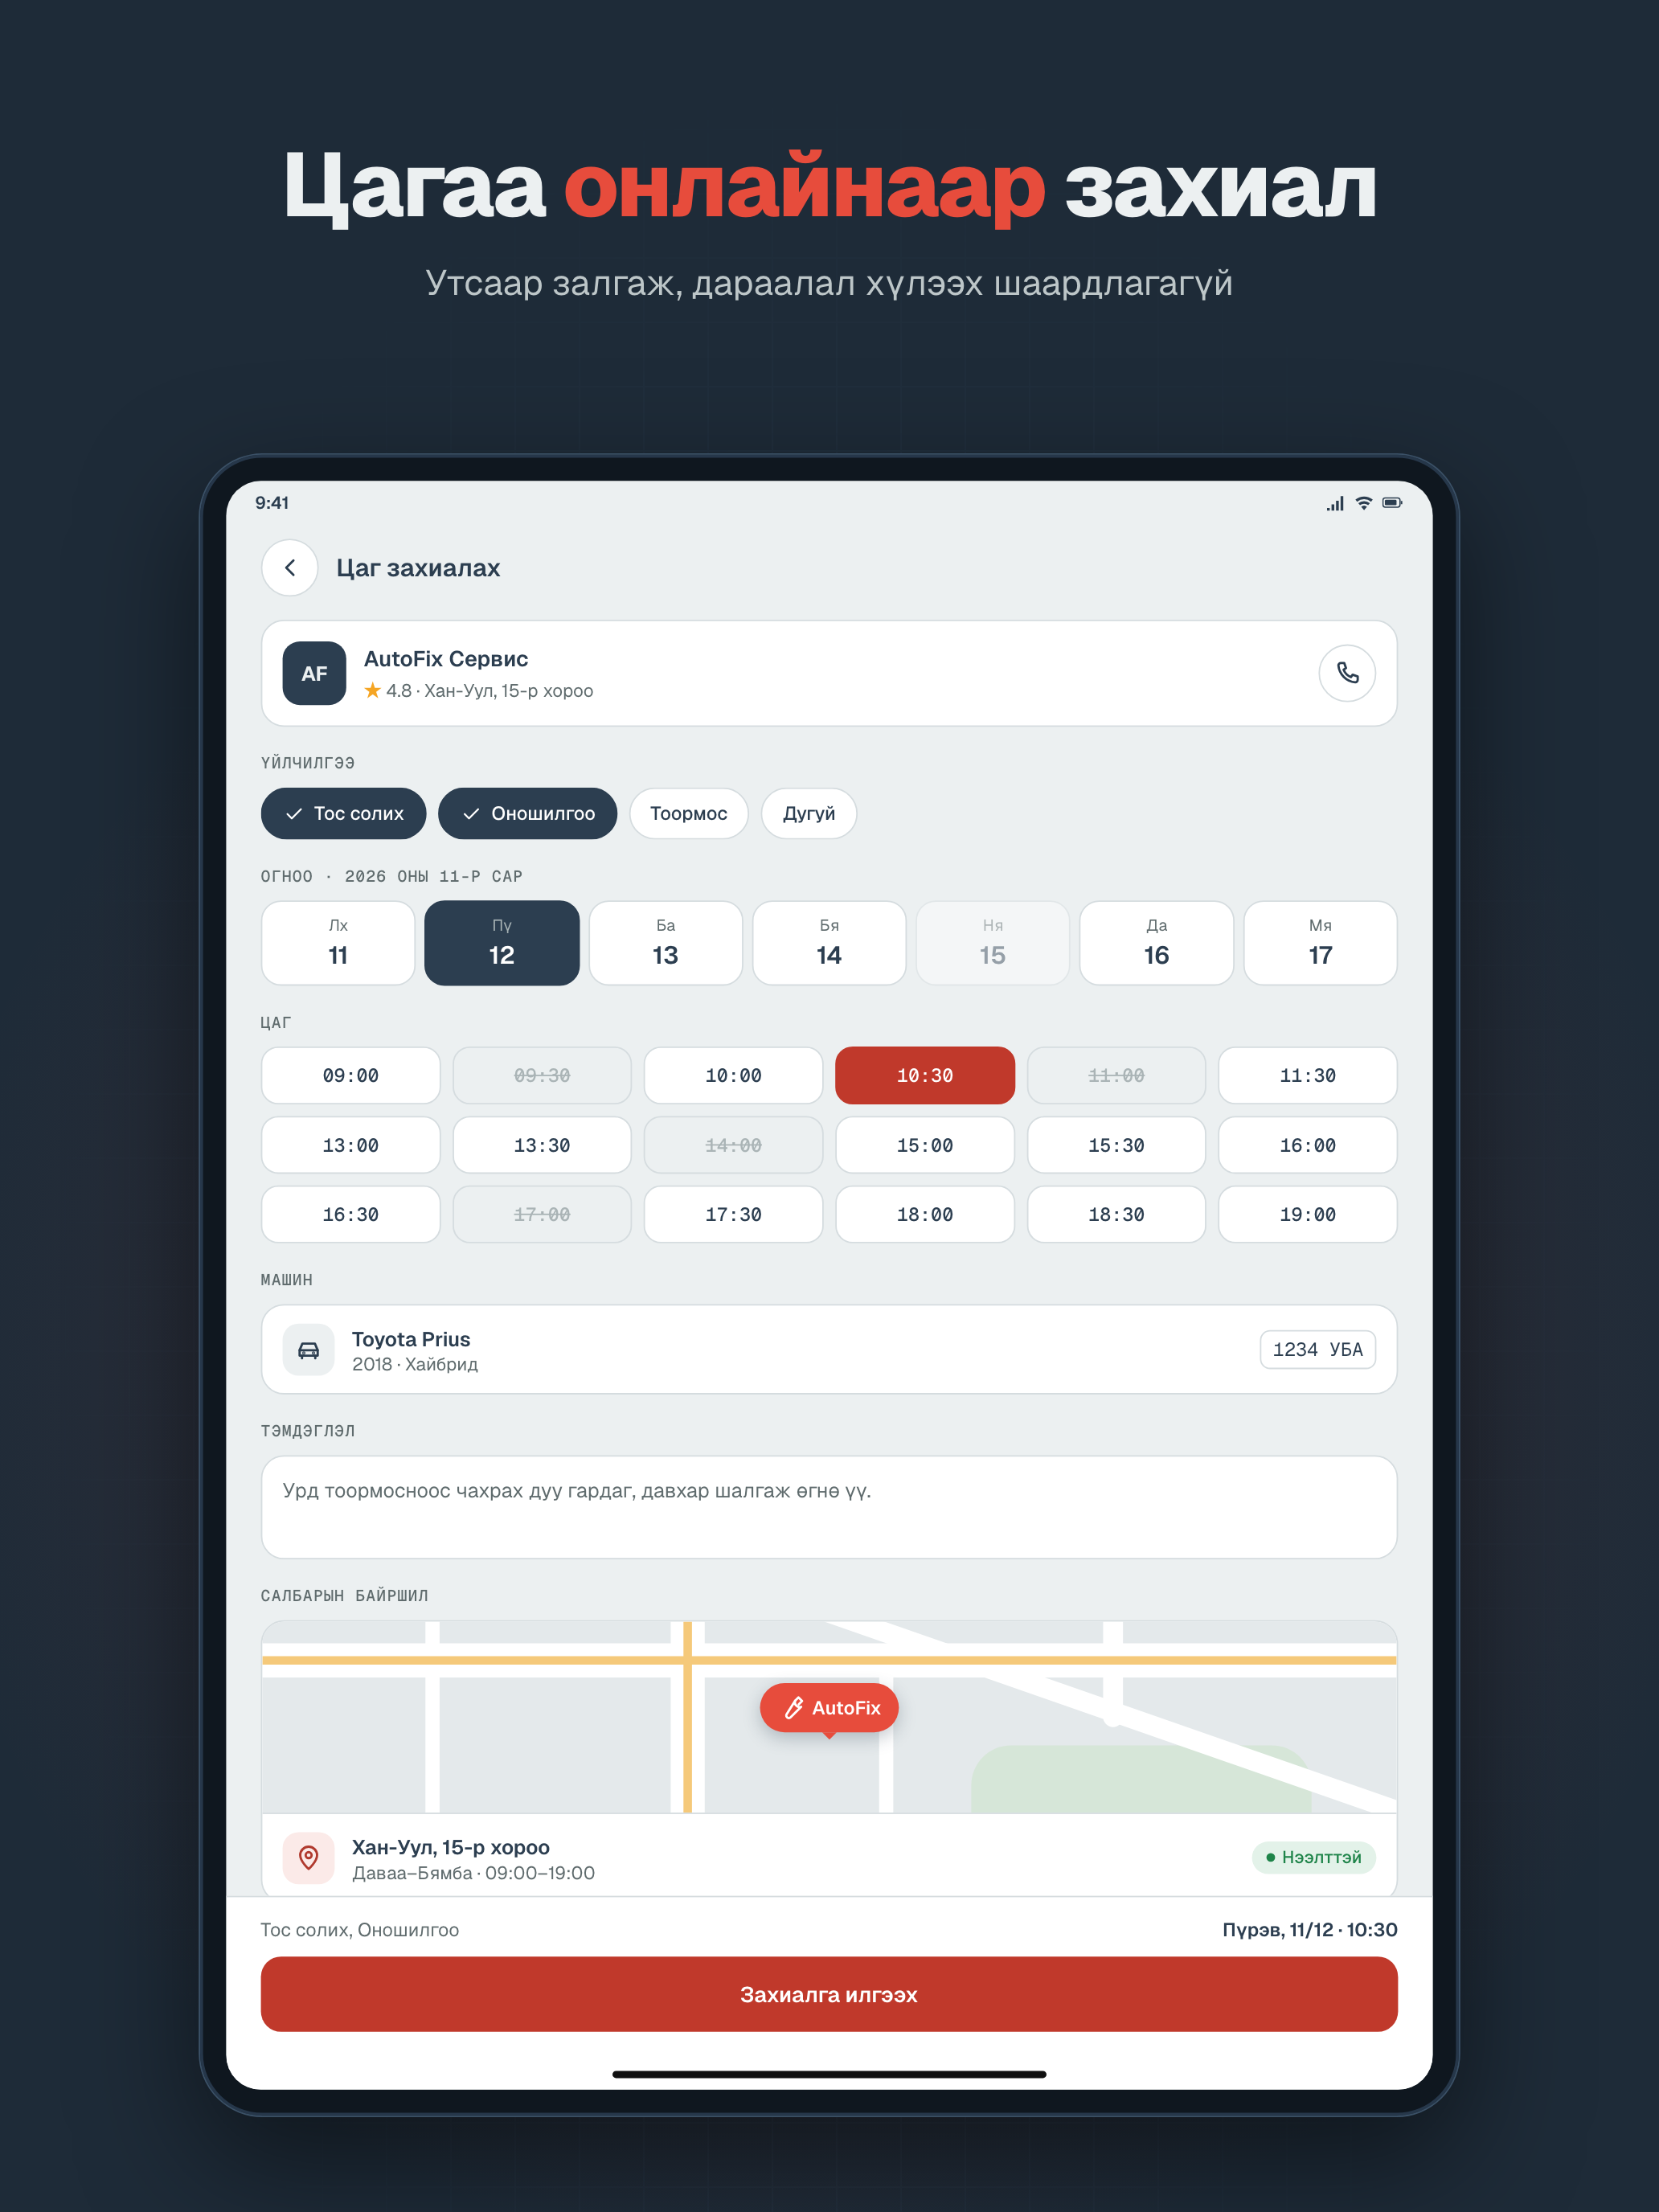 Цагаа онлайнаар захиал
Утсаар залгаж, дараалал хүлээх шаардлагагүй
9:41
Цаг захиалах
AF
AutoFix Сервис
★ 4.8 · Хан-Уул, 15-р хороо
ҮЙЛЧИЛГЭЭ
Тос солих Оношилгоо Тоормос Дугуй
ОГНОО · 2026 ОНЫ 11-Р САР
Лх Пү Ба Бя Ня Да Мя
11 12 13 14 15 16 17
ЦАГ
09:00 09:30 10:00 10:30 11:00 11:30
13:00 13:30 14:00 15:00 15:30 16:00
16:30 17:00 17:30 18:00 18:30 19:00
МАШИН
Toyota Prius
2018 · Хайбрид
1234 УБА
ТЭМДЭГЛЭЛ
Урд тоормосноос чахрах дуу гардаг, давхар шалгаж өгнө үү.
САЛБАРЫН БАЙРШИЛ
AutoFix
Хан-Уул, 15-р хороо
Даваа–Бямба · 09:00–19:00
Нээлттэй
Тос солих, Оношилгоо
Пүрэв, 11/12 · 10:30
Захиалга илгээх